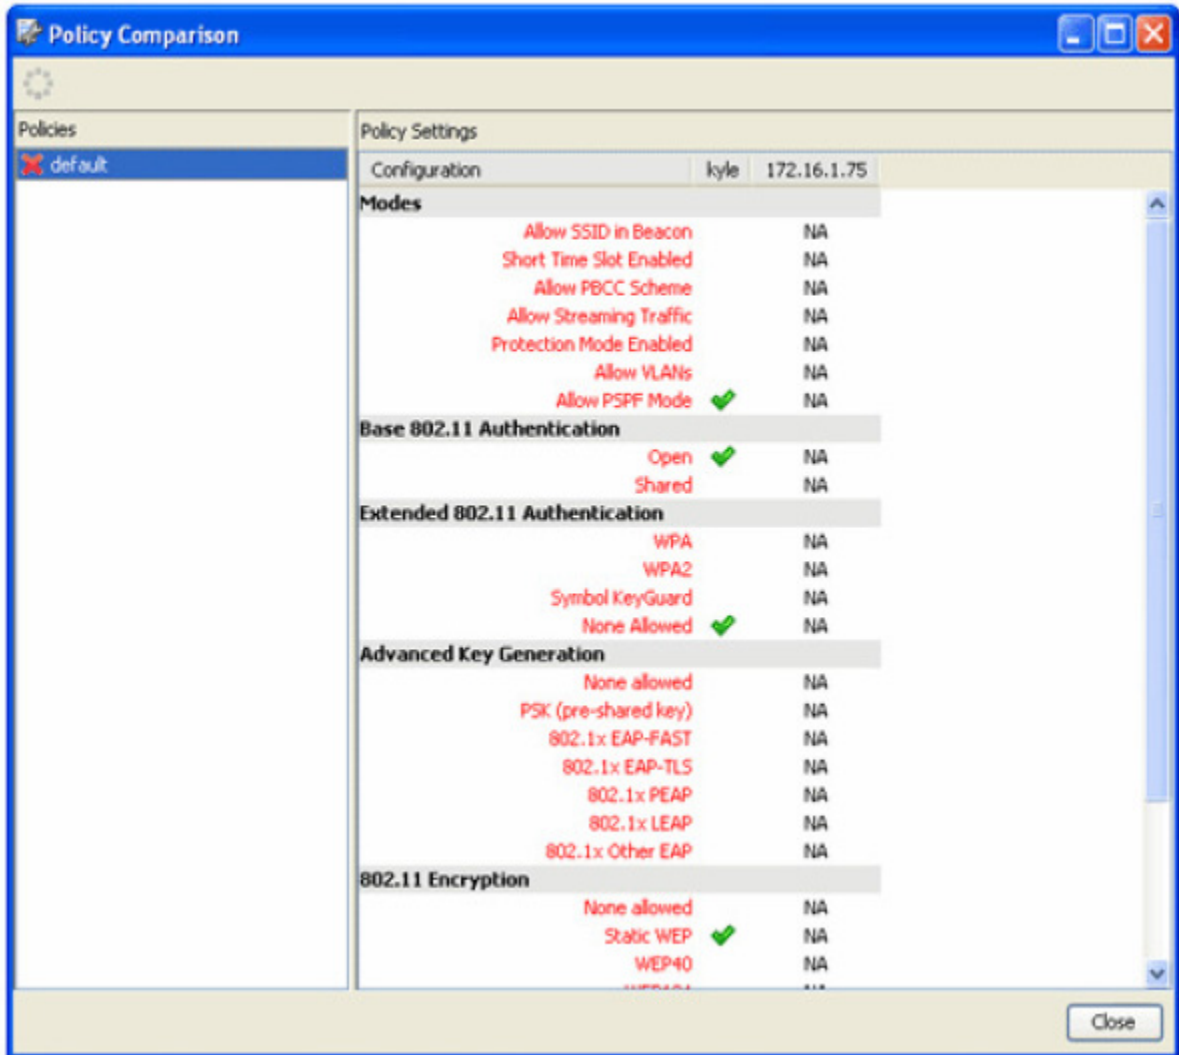 Policy Comparison
Policies
default
Policy Settings
Configuration kyle 172.16.1.75
Modes
Allow SSID in Beacon NA
Short Time Slot Enabled NA
Allow PBCC Scheme NA
Allow Streaming Traffic NA
Protection Mode Enabled NA
Allow VLANs NA
Allow PSPF Mode NA
Base 802.11 Authentication
Open NA
Shared NA
Extended 802.11 Authentication
WPA NA
WPA2 NA
Symbol KeyGuard NA
None Allowed NA
Advanced Key Generation
None allowed NA
PSK (pre-shared key) NA
802.1x EAP-FAST NA
802.1x EAP-TLS NA
802.1x PEAP NA
802.1x LEAP NA
802.1x Other EAP NA
802.11 Encryption
None allowed NA
Static WEP NA
WEP40 NA
Close